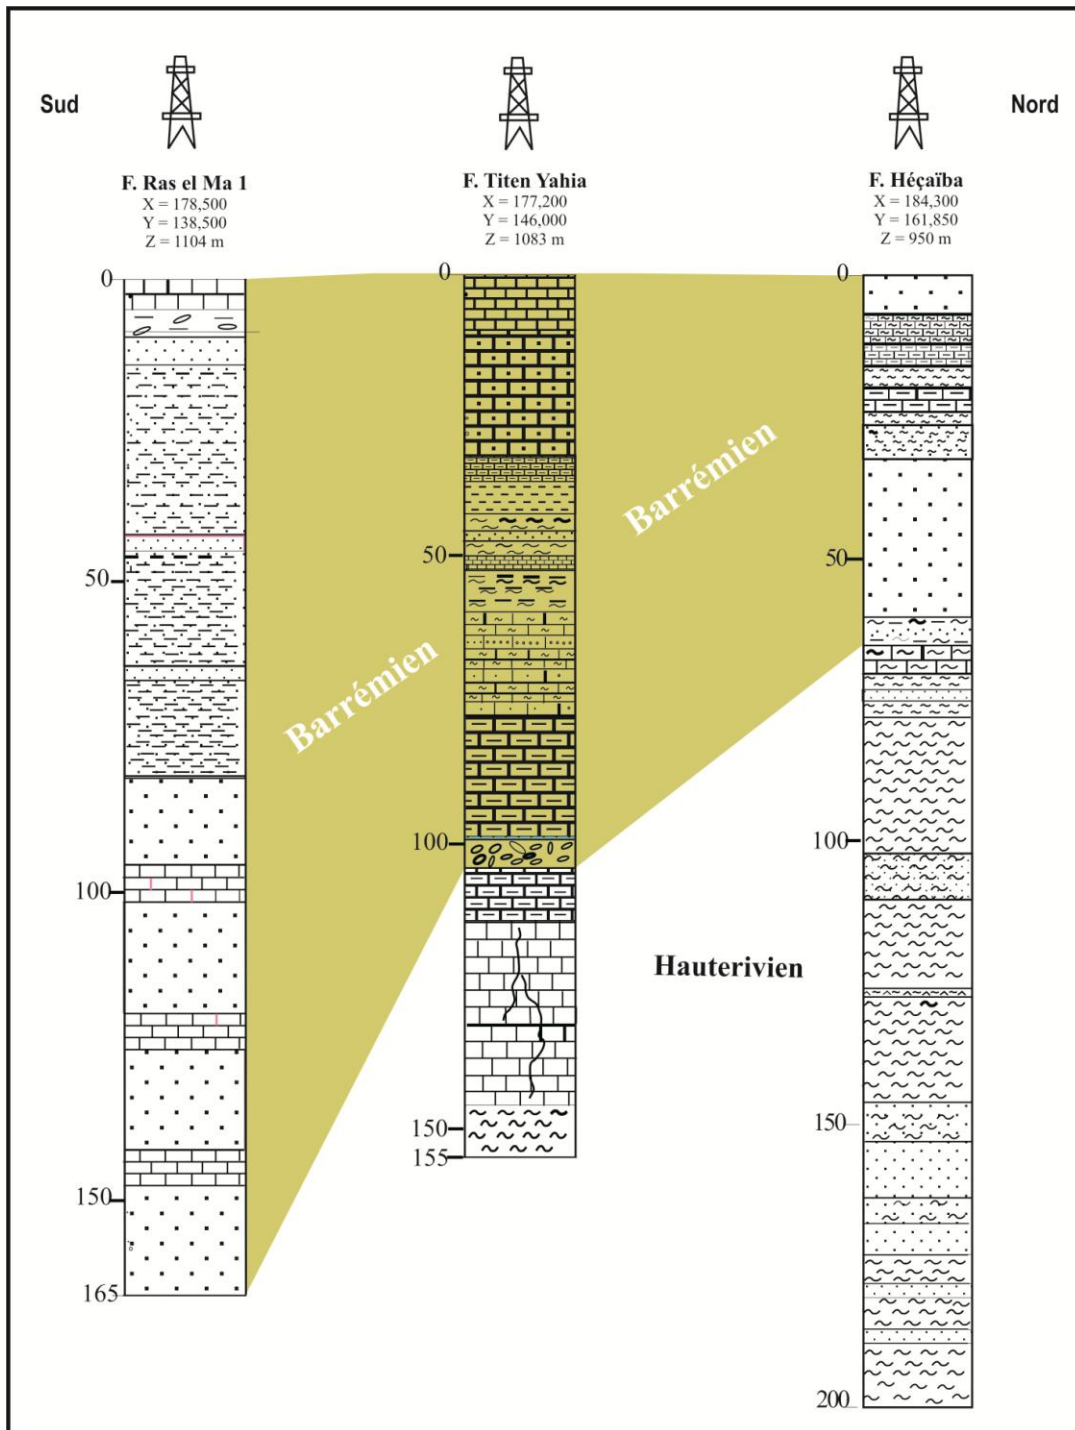 Sud
Nord
F. Ras el Ma 1
X = 178,500
Y = 138,500
Z = 1104 m
F. Titen Yahia
X = 177,200
Y = 146,000
Z = 1083 m
F. Héçaïba
X = 184,300
Y = 161,850
Z = 950 m
0
50
100
150
165
Barrémien
0
50
100
150
155
Barrémien
Hauterivien
0
50
100
150
200